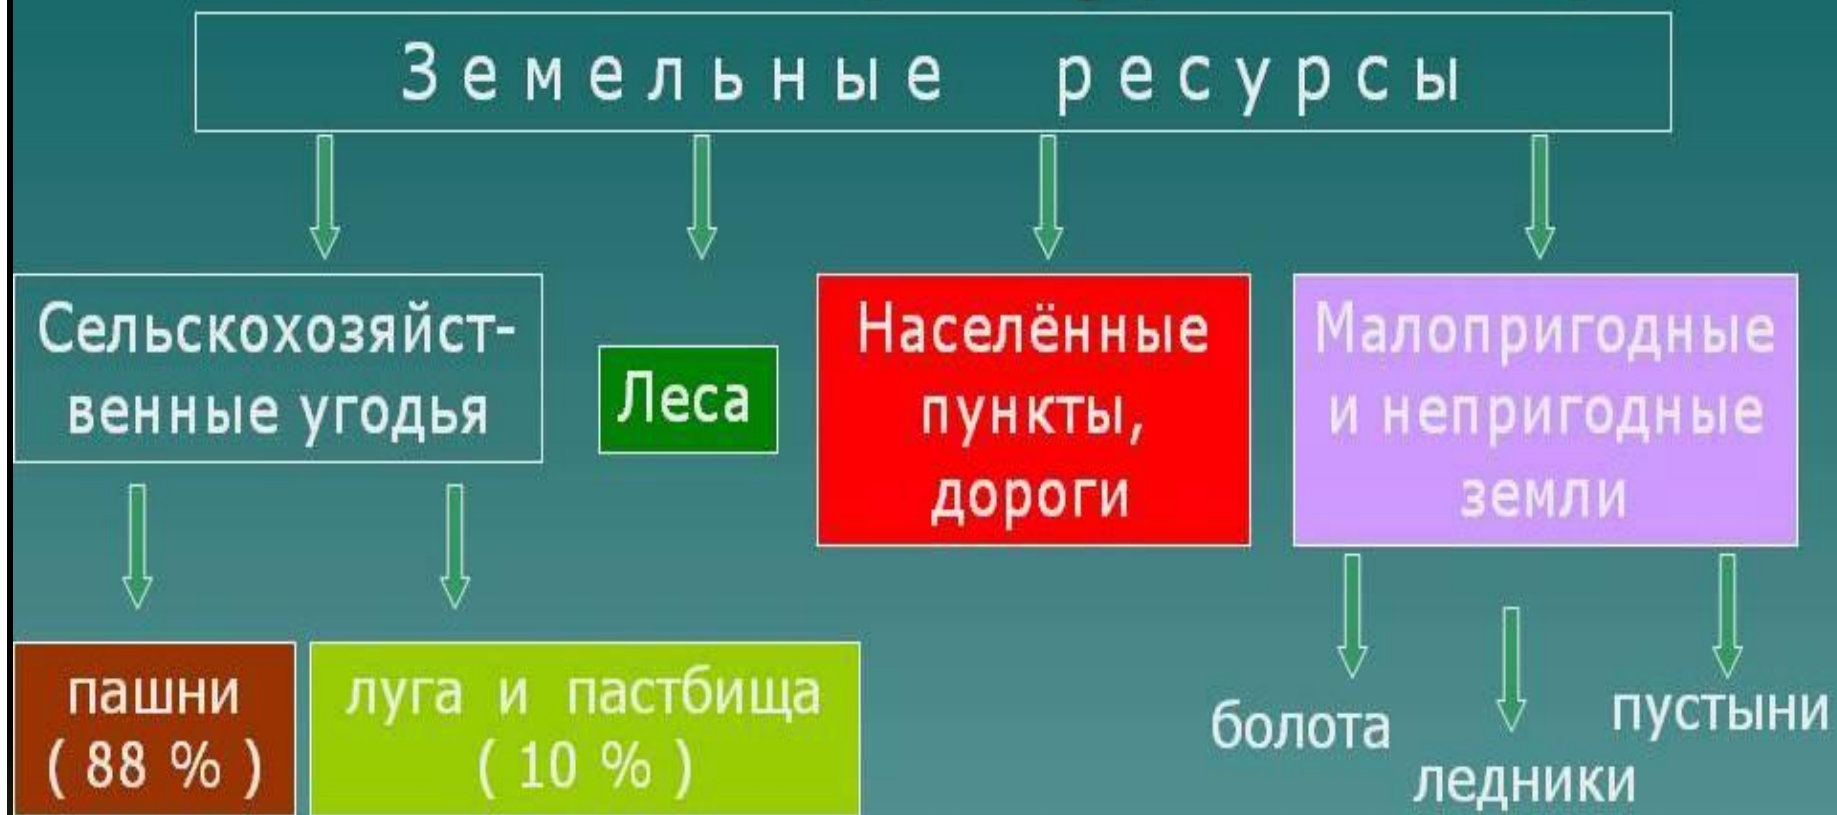 Земельные ресурсы
Сельскохозяйст-
венные угодья
Леса
Населённые
пункты,
дороги
Малопригодные
и непригодные
земли
пашни
( 88 % )
луга и пастбища
( 10 % )
болота
ледники
пустыни